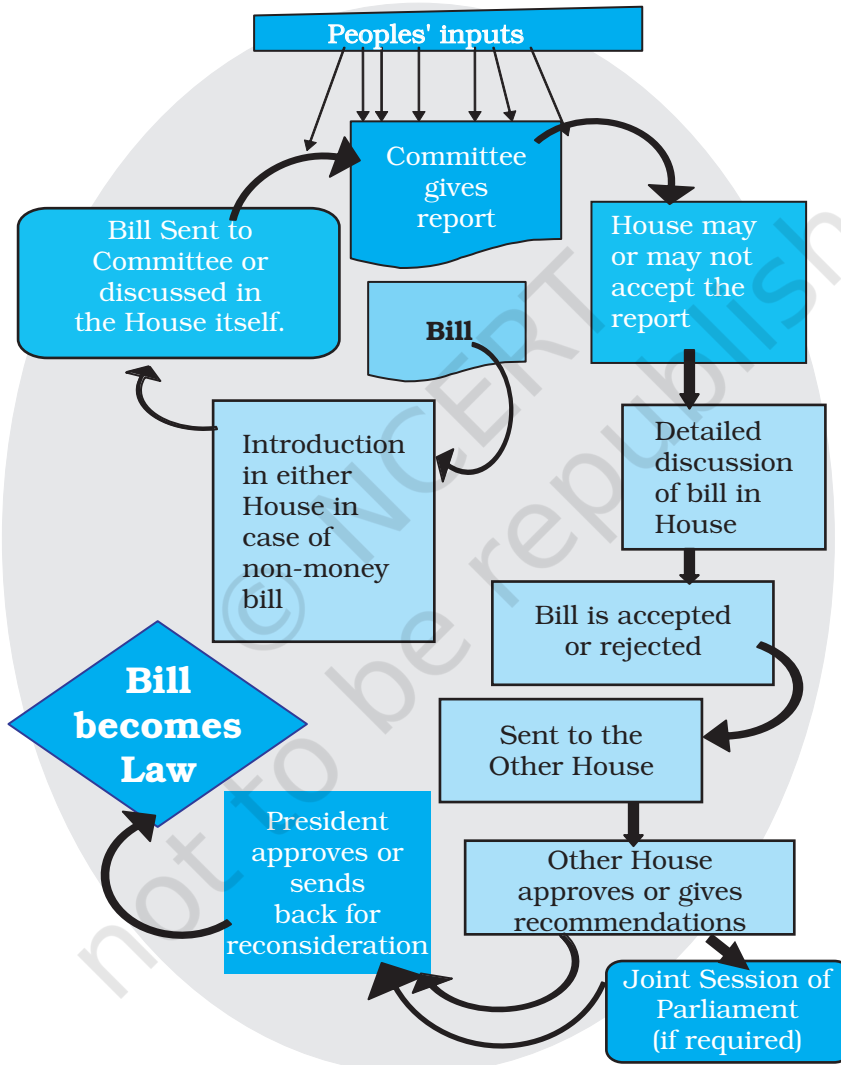 Peoples' inputs
Committee
gives
report
Bill Sent to
Committee or
discussed in
the House itself.
House may
or may not
accept the
report
Bill
Introduction
in either
House in
case of
non-money
bill
Detailed
discussion
of bill in
House
Bill is accepted
or rejected
Sent to the
Other House
Other House
approves or gives
recommendations
Joint Session of
Parliament
(if required)
President
approves or
sends
back for
reconsideration
Bill
becomes
Law
© NCERT
not to be republish